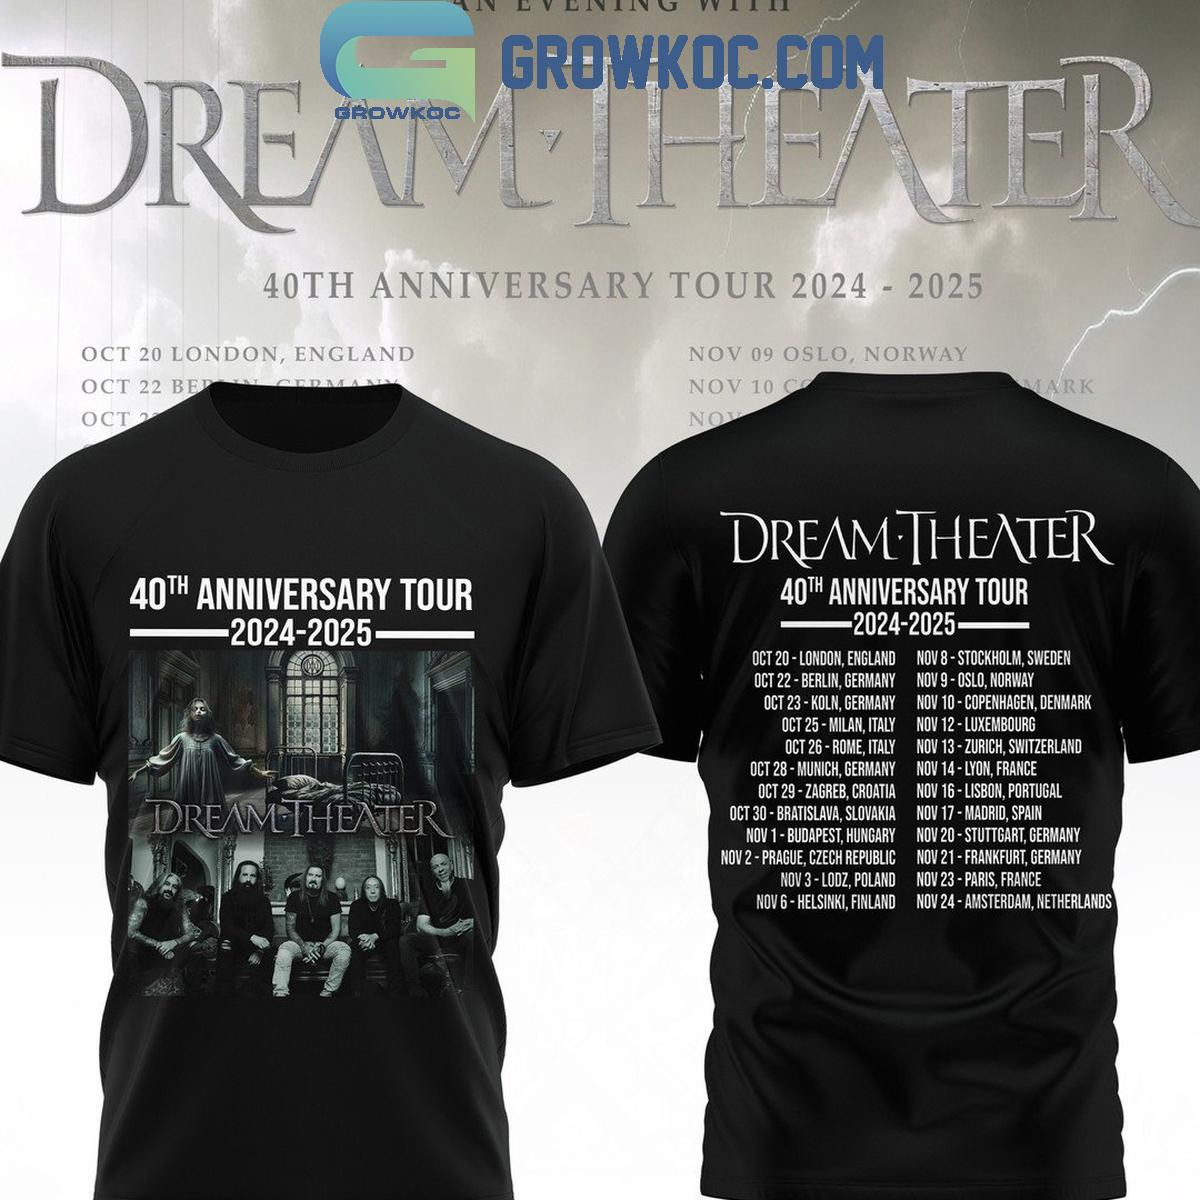 AN EVENING WITH
GROWKOC
GROWKOC.COM
DREAM·THEATER
40TH ANNIVERSARY TOUR 2024 - 2025
OCT 20 LONDON, ENGLAND
OCT 22 BERLIN, GERMANY
OCT
NOV 09 OSLO, NORWAY
NOV 10
NOV
40TH ANNIVERSARY TOUR
2024-2025
DREAM·THEATER
DREAM·THEATER
40TH ANNIVERSARY TOUR
2024-2025
OCT 20 - LONDON, ENGLAND
OCT 22 - BERLIN, GERMANY
OCT 23 - KOLN, GERMANY
OCT 25 - MILAN, ITALY
OCT 26 - ROME, ITALY
OCT 28 - MUNICH, GERMANY
OCT 29 - ZAGREB, CROATIA
OCT 30 - BRATISLAVA, SLOVAKIA
NOV 1 - BUDAPEST, HUNGARY
NOV 2 - PRAGUE, CZECH REPUBLIC
NOV 3 - LODZ, POLAND
NOV 6 - HELSINKI, FINLAND
NOV 8 - STOCKHOLM, SWEDEN
NOV 9 - OSLO, NORWAY
NOV 10 - COPENHAGEN, DENMARK
NOV 12 - LUXEMBOURG
NOV 13 - ZURICH, SWITZERLAND
NOV 14 - LYON, FRANCE
NOV 16 - LISBON, PORTUGAL
NOV 17 - MADRID, SPAIN
NOV 20 - STUTTGART, GERMANY
NOV 21 - FRANKFURT, GERMANY
NOV 23 - PARIS, FRANCE
NOV 24 - AMSTERDAM, NETHERLANDS